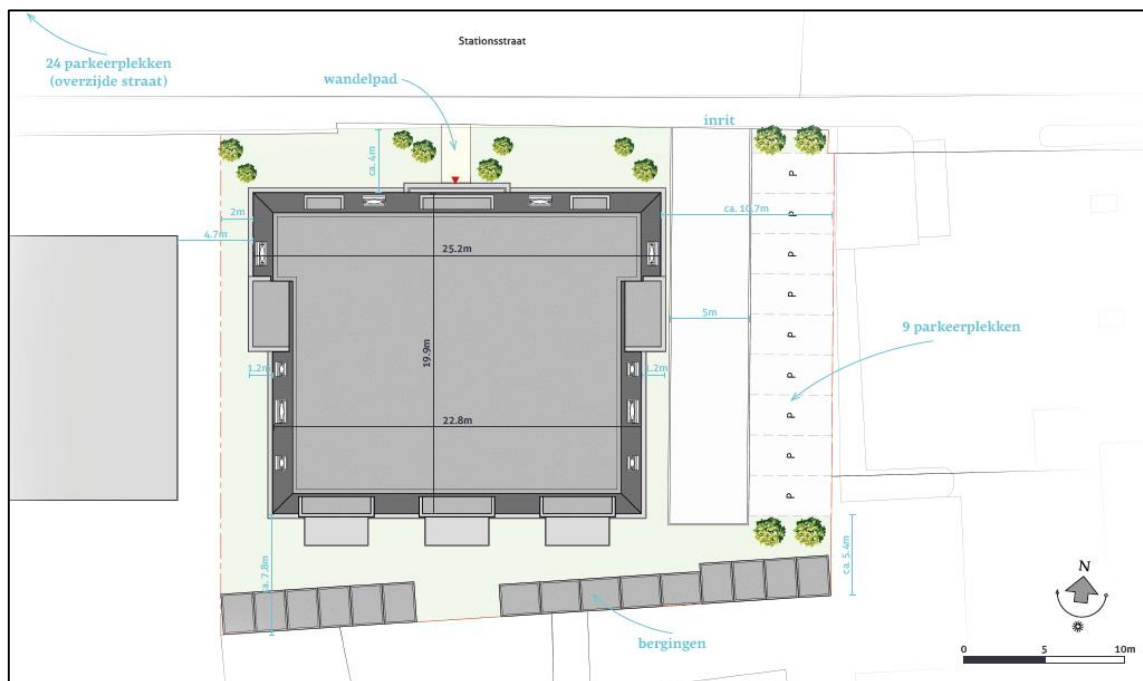 Stationsstraat
24 parkeerplekken
(overzijde straat)
wandelpad
inrit
ca. 4m
P
2m
ca. 10.7m
P
4.7m
25.2m
P
P
5m
P
9 parkeerplekken
19.9m
1.2m
1.2m
P
P
22.8m
P
P
ca. 7.8m
ca. 5.4m
N
bergingen
0
5
10m